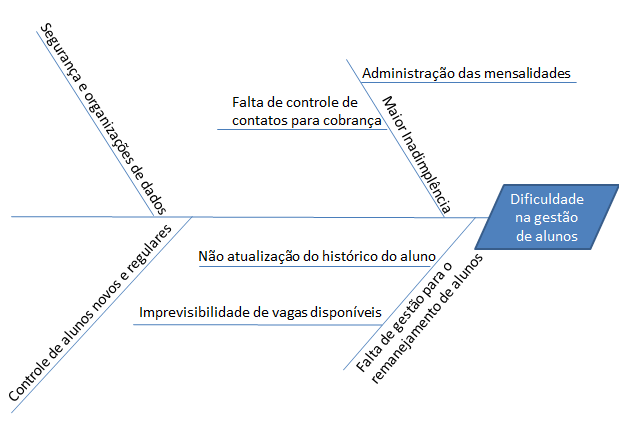 Segurança e organizações de dados
Administração das mensalidades
Falta de controle de
contatos para cobrança
Maior Inadimplência
Dificuldade
na gestão
de alunos
Controle de alunos novos e regulares
Não atualização do histórico do aluno
Imprevisibilidade de vagas disponíveis
Falta de gestão para o
remanejamento de alunos